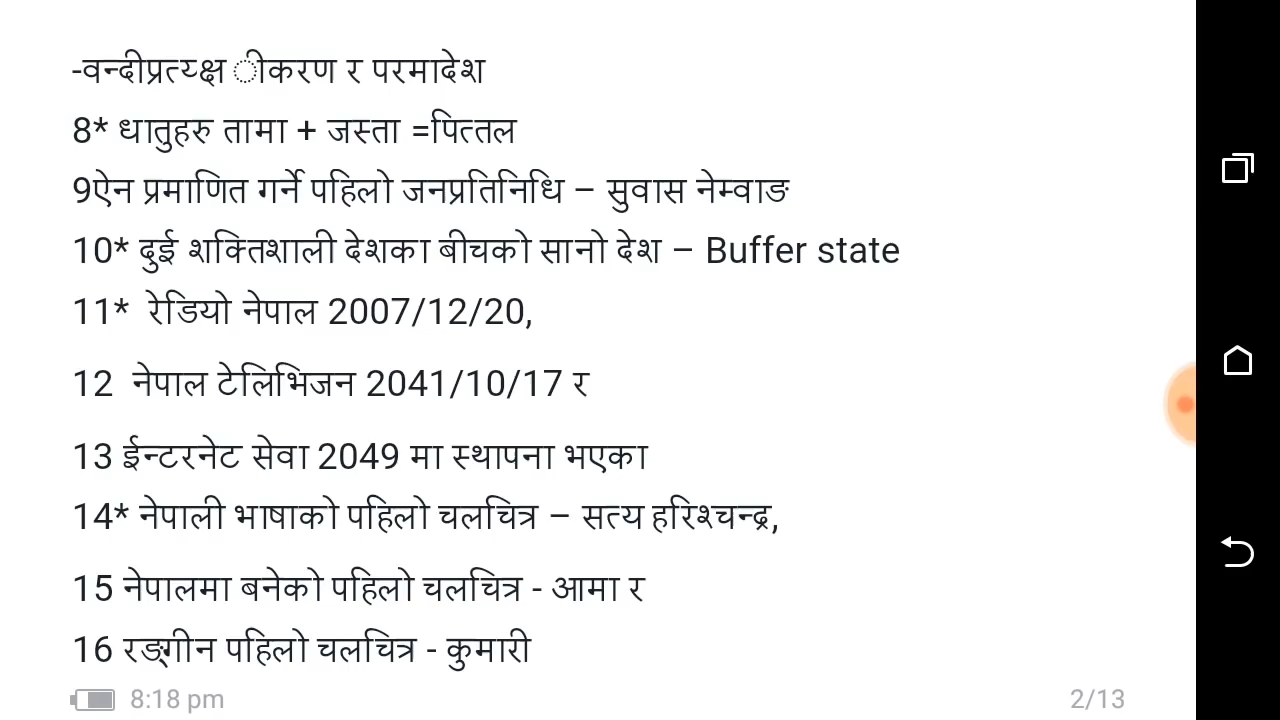 -वन्दीप्रत्य्क्ष ीकरण र परमादेश
8* धातुहरु तामा + जस्ता =पित्तल
9ऐन प्रमाणित गर्ने पहिलो जनप्रतिनिधि – सुवास नेम्वाङ
10* दुई शक्तिशाली देशका बीचको सानो देश – Buffer state
11*  रेडियो नेपाल 2007/12/20,
12  नेपाल टेलिभिजन 2041/10/17 र
13 ईन्टरनेट सेवा 2049 मा स्थापना भएका
14* नेपाली भाषाको पहिलो चलचित्र – सत्य हरिश्चन्द्र,
15 नेपालमा बनेको पहिलो चलचित्र - आमा र
16 रङ्गीन पहिलो चलचित्र - कुमारी
8:18 pm 2/13